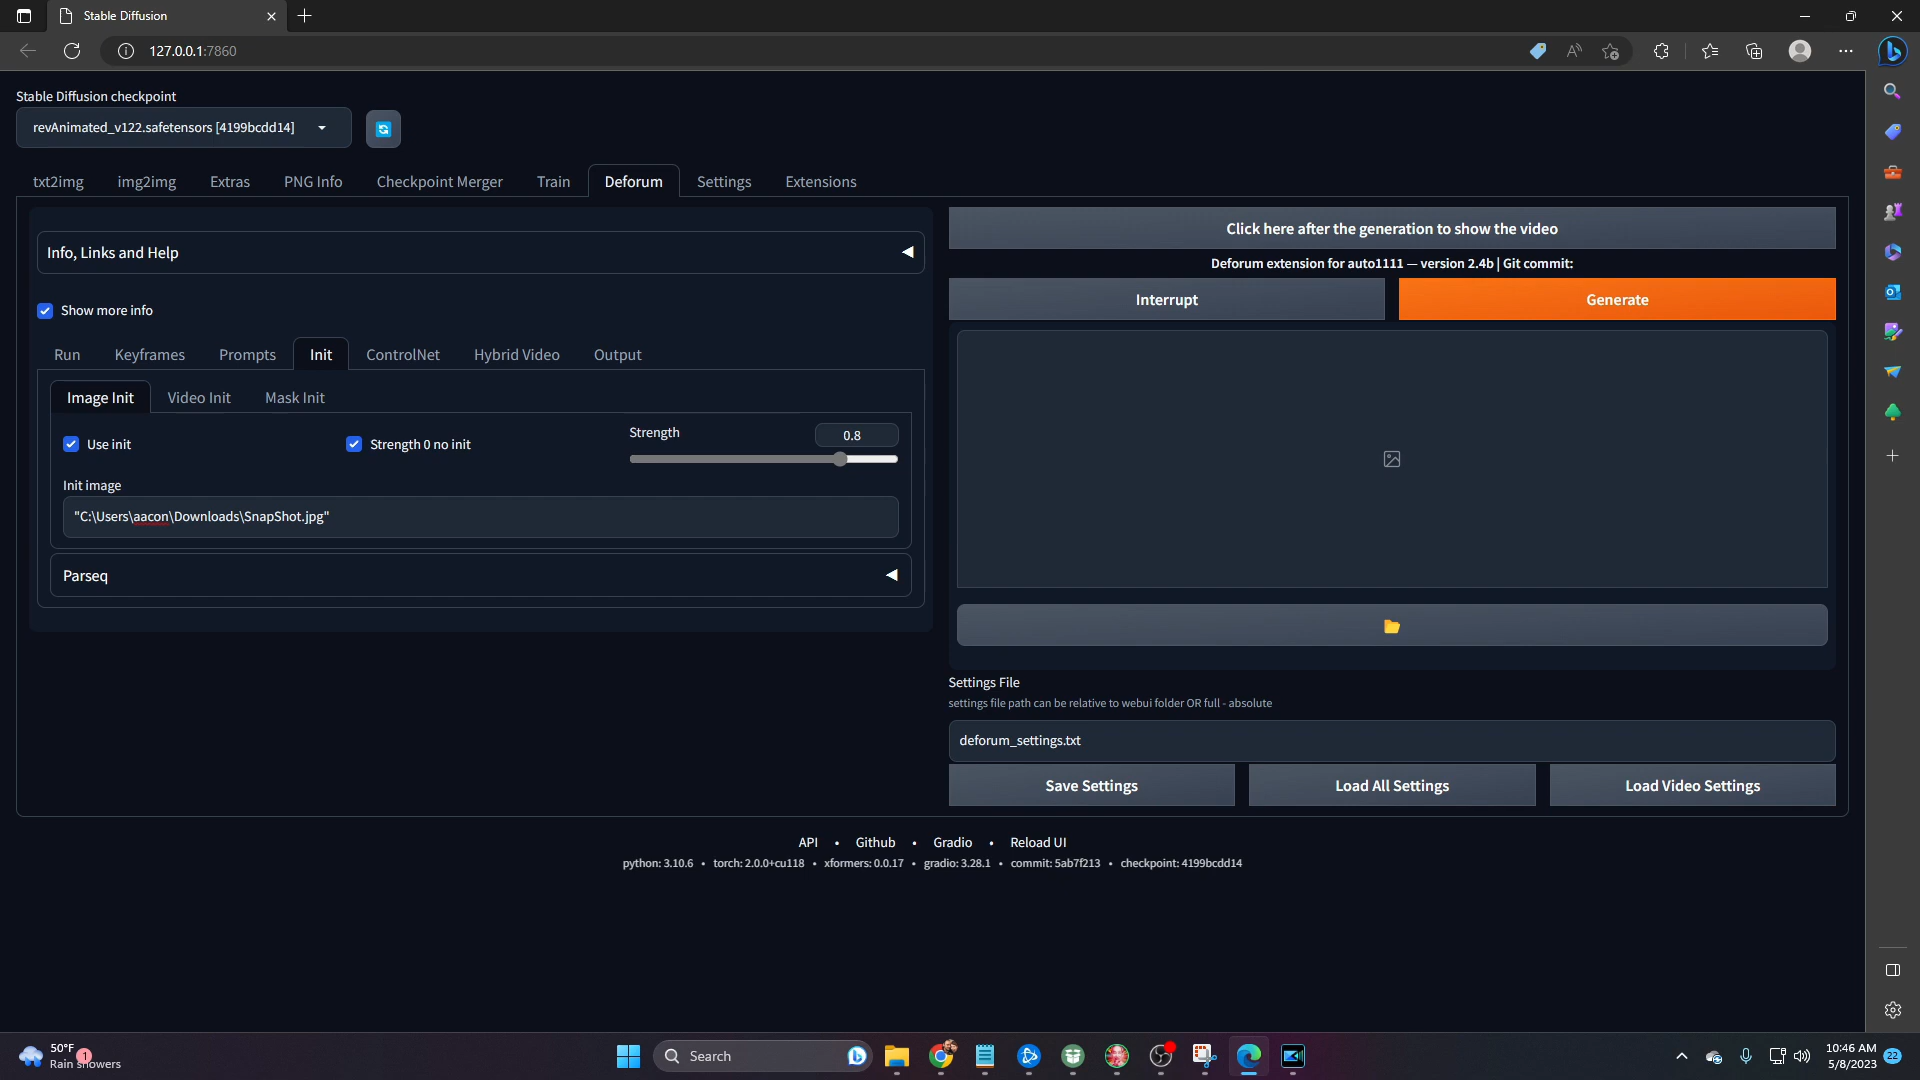 Stable Diffusion
127.0.0.1:7860
Stable Diffusion checkpoint
revAnimated_v122.safetensors [4199bcdd14]
txt2img img2img Extras PNG Info Checkpoint Merger Train Deforum Settings Extensions
Info, Links and Help
Show more info
Run Keyframes Prompts Init ControlNet Hybrid Video Output
Image Init Video Init Mask Init
Use init
Strength 0 no init
Strength 0.8
Init image
"C:\Users\aacon\Downloads\SnapShot.jpg"
Parseq
Click here after the generation to show the video
Deforum extension for auto1111 — version 2.4b | Git commit:
Interrupt Generate
Settings File
settings file path can be relative to webui folder OR full - absolute
deforum_settings.txt
Save Settings Load All Settings Load Video Settings
API • Github • Gradio • Reload UI
python: 3.10.6 • torch: 2.0.0+cu118 • xformers: 0.0.17 • gradio: 3.28.1 • commit: 5ab7f213 • checkpoint: 4199bcdd14
50°F
1
Rain showers
Search
10:46 AM
5/8/2023
22